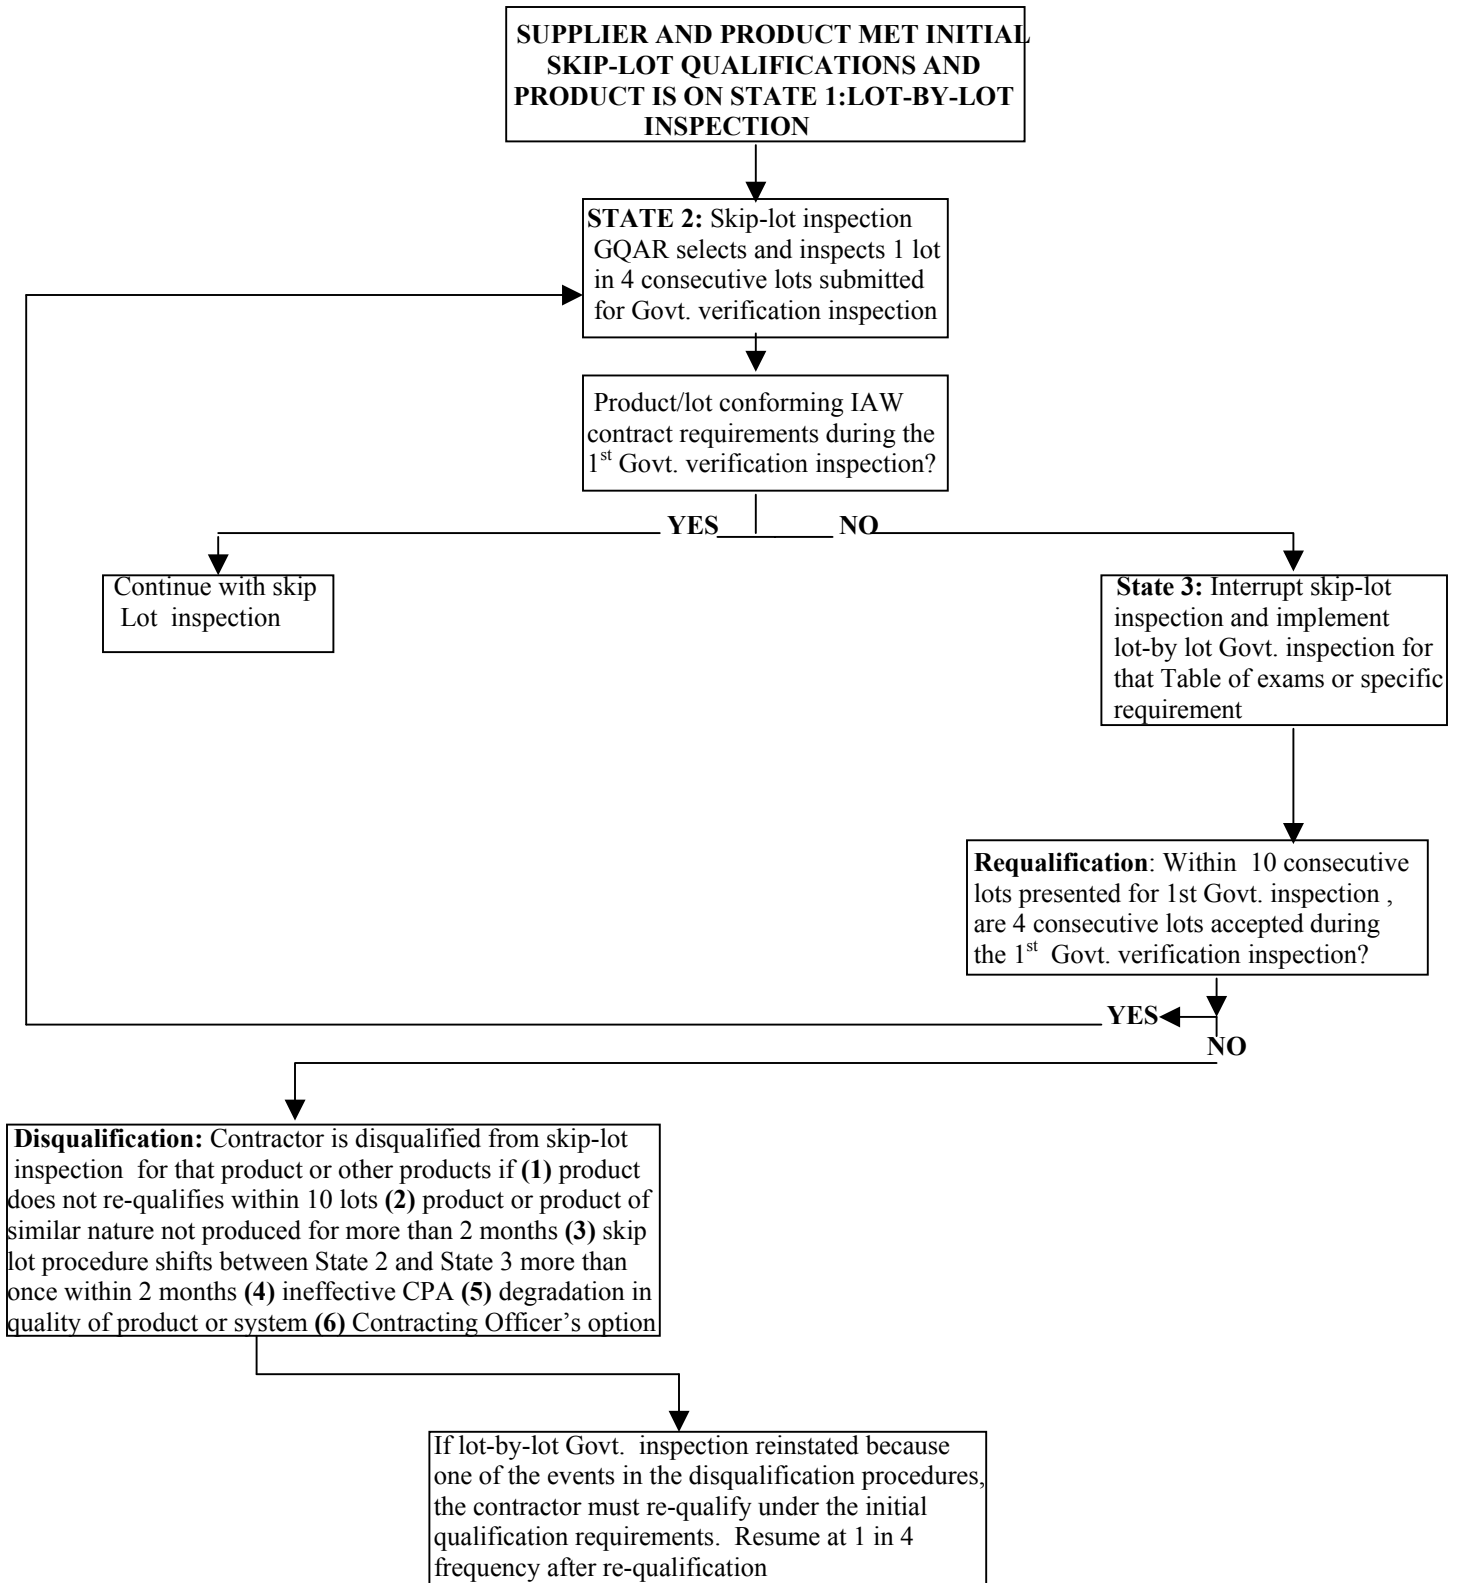 SUPPLIER AND PRODUCT MET INITIAL
SKIP-LOT QUALIFICATIONS AND
PRODUCT IS ON STATE 1:LOT-BY-LOT
INSPECTION
STATE 2: Skip-lot inspection
GQAR selects and inspects 1 lot
in 4 consecutive lots submitted
for Govt. verification inspection
Product/lot conforming IAW
contract requirements during the
1st Govt. verification inspection?
YES
NO
Continue with skip
Lot inspection
State 3: Interrupt skip-lot
inspection and implement
lot-by lot Govt. inspection for
that Table of exams or specific
requirement
Requalification: Within 10 consecutive
lots presented for 1st Govt. inspection ,
are 4 consecutive lots accepted during
the 1st Govt. verification inspection?
YES
NO
Disqualification: Contractor is disqualified from skip-lot
inspection for that product or other products if (1) product
does not re-qualifies within 10 lots (2) product or product of
similar nature not produced for more than 2 months (3) skip
lot procedure shifts between State 2 and State 3 more than
once within 2 months (4) ineffective CPA (5) degradation in
quality of product or system (6) Contracting Officer’s option
If lot-by-lot Govt. inspection reinstated because
one of the events in the disqualification procedures,
the contractor must re-qualify under the initial
qualification requirements. Resume at 1 in 4
frequency after re-qualification